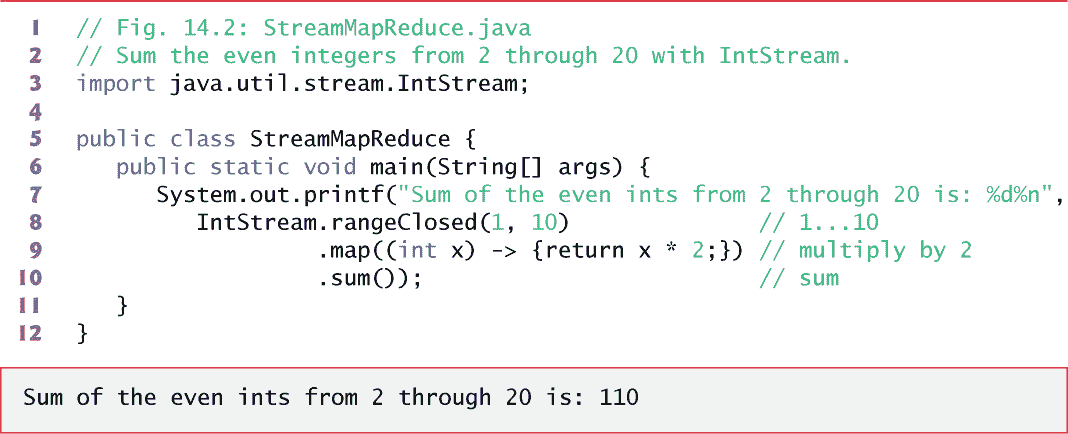 1 // Fig. 14.2: StreamMapReduce.java
2 // Sum the even integers from 2 through 20 with IntStream.
3 import java.util.stream.IntStream;
4
5 public class StreamMapReduce {
6 public static void main(String[] args) {
7 System.out.printf("Sum of the even ints from 2 through 20 is: %d%n",
8 IntStream.rangeClosed(1, 10) // 1...10
9 .map((int x) -> {return x * 2;}) // multiply by 2
10 .sum()); // sum
11 }
12 }
Sum of the even ints from 2 through 20 is: 110